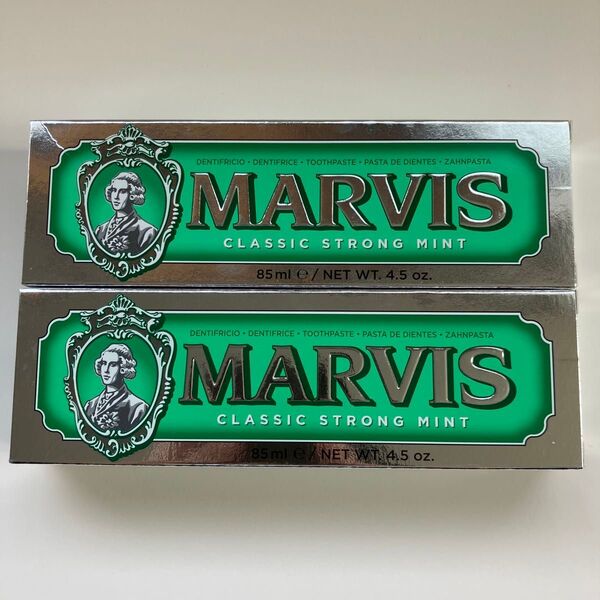 DENTIFRICIO • DENTIFRICE • TOOTHPASTE • PASTA DE DIENTES • ZAHNPASTA
MARVIS
CLASSIC STRONG MINT
85 ml ℮ / NET WT. 4.5 oz.
DENTIFRICIO • DENTIFRICE • TOOTHPASTE • PASTA DE DIENTES • ZAHNPASTA
MARVIS
CLASSIC STRONG MINT
85 ml ℮ / NET WT. 4.5 oz.